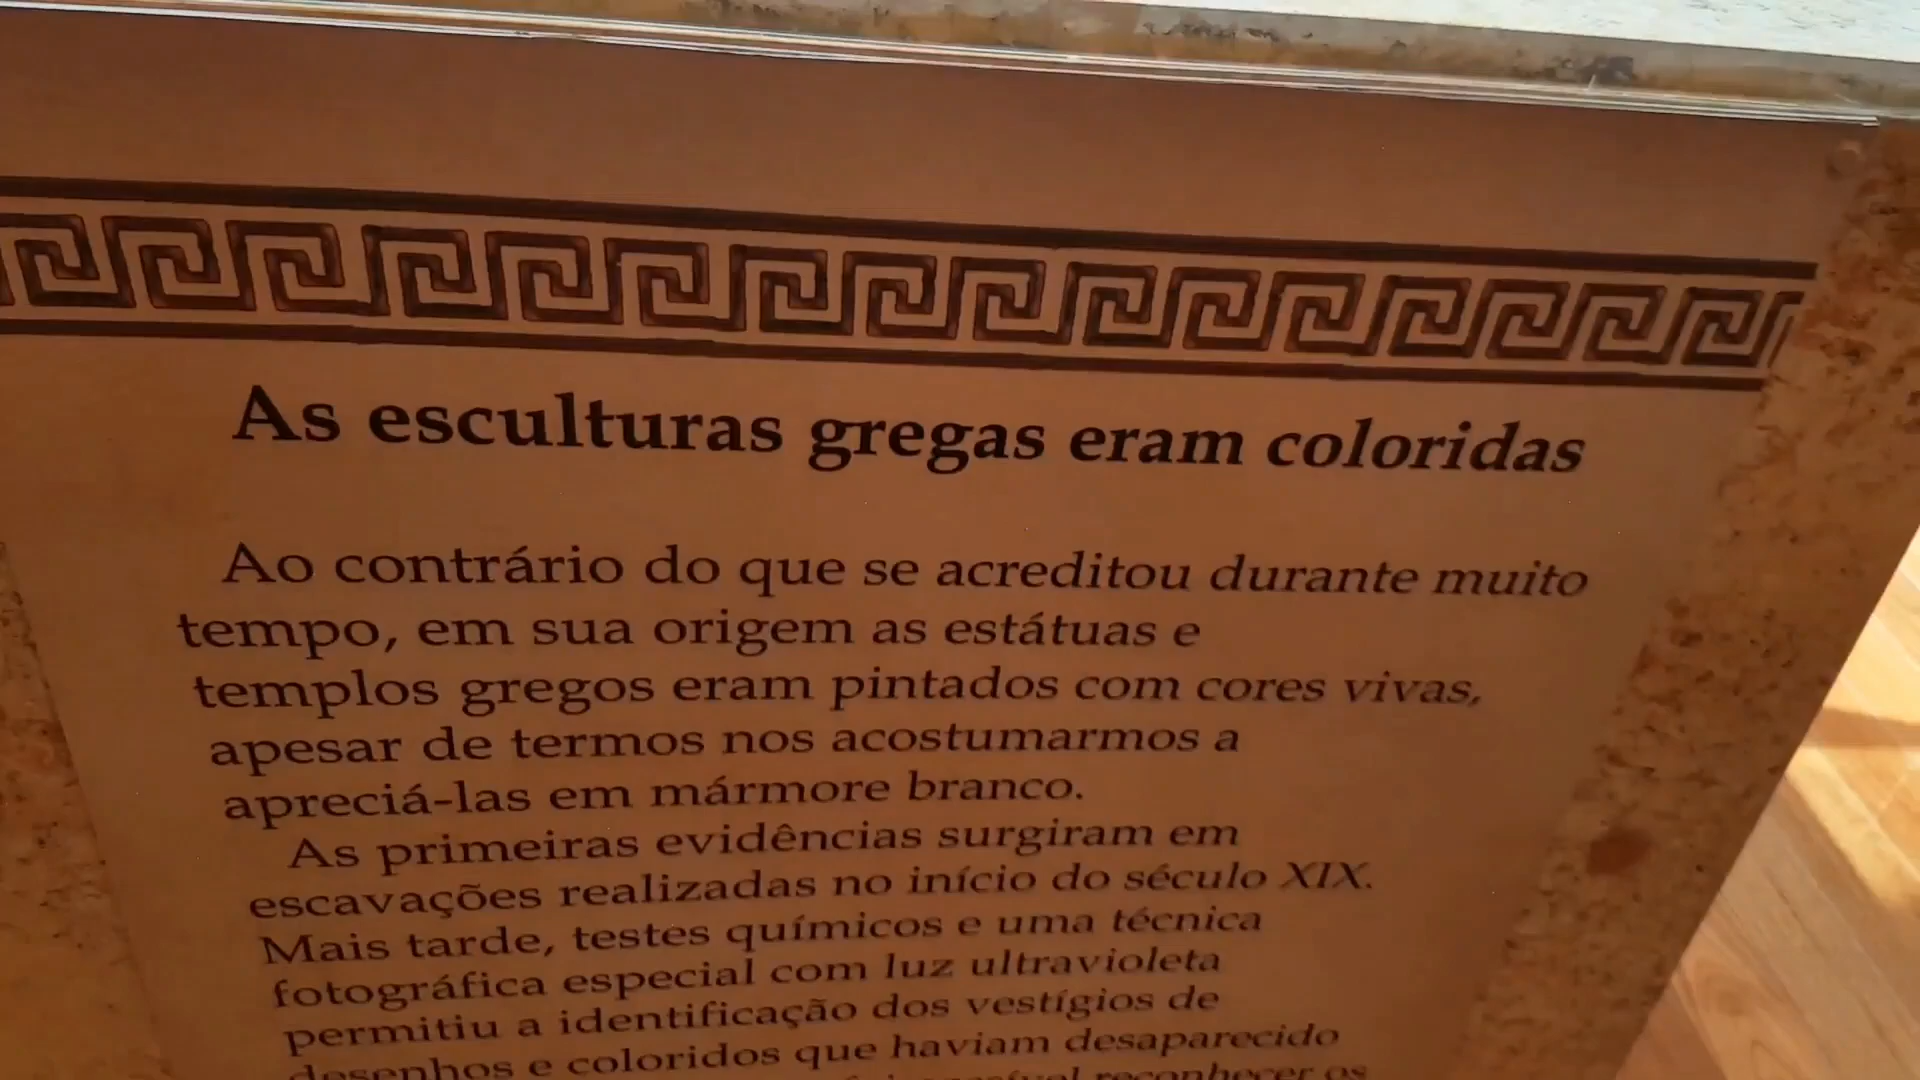 As esculturas gregas eram coloridas
Ao contrário do que se acreditou durante muito
tempo, em sua origem as estátuas e
templos gregos eram pintados com cores vivas,
apesar de termos nos acostumarmos a
apreciá-las em mármore branco.
As primeiras evidências surgiram em
escavações realizadas no início do século XIX.
Mais tarde, testes químicos e uma técnica
fotográfica especial com luz ultravioleta
permitiu a identificação dos vestígios de
desenhos e coloridos que haviam desaparecido
reconhecer os